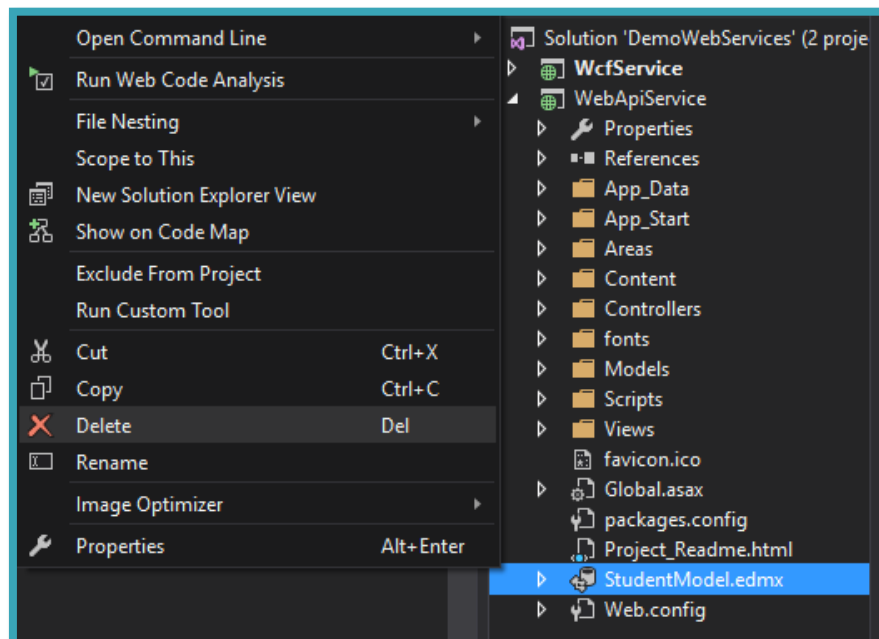 Open Command Line
Run Web Code Analysis
File Nesting
Scope to This
New Solution Explorer View
Show on Code Map
Exclude From Project
Run Custom Tool
Cut Ctrl+X
Copy Ctrl+C
Delete Del
Rename
Image Optimizer
Properties Alt+Enter
Solution 'DemoWebServices' (2 proje
WcfService
WebApiService
Properties
References
App_Data
App_Start
Areas
Content
Controllers
fonts
Models
Scripts
Views
favicon.ico
Global.asax
packages.config
Project_Readme.html
StudentModel.edmx
Web.config